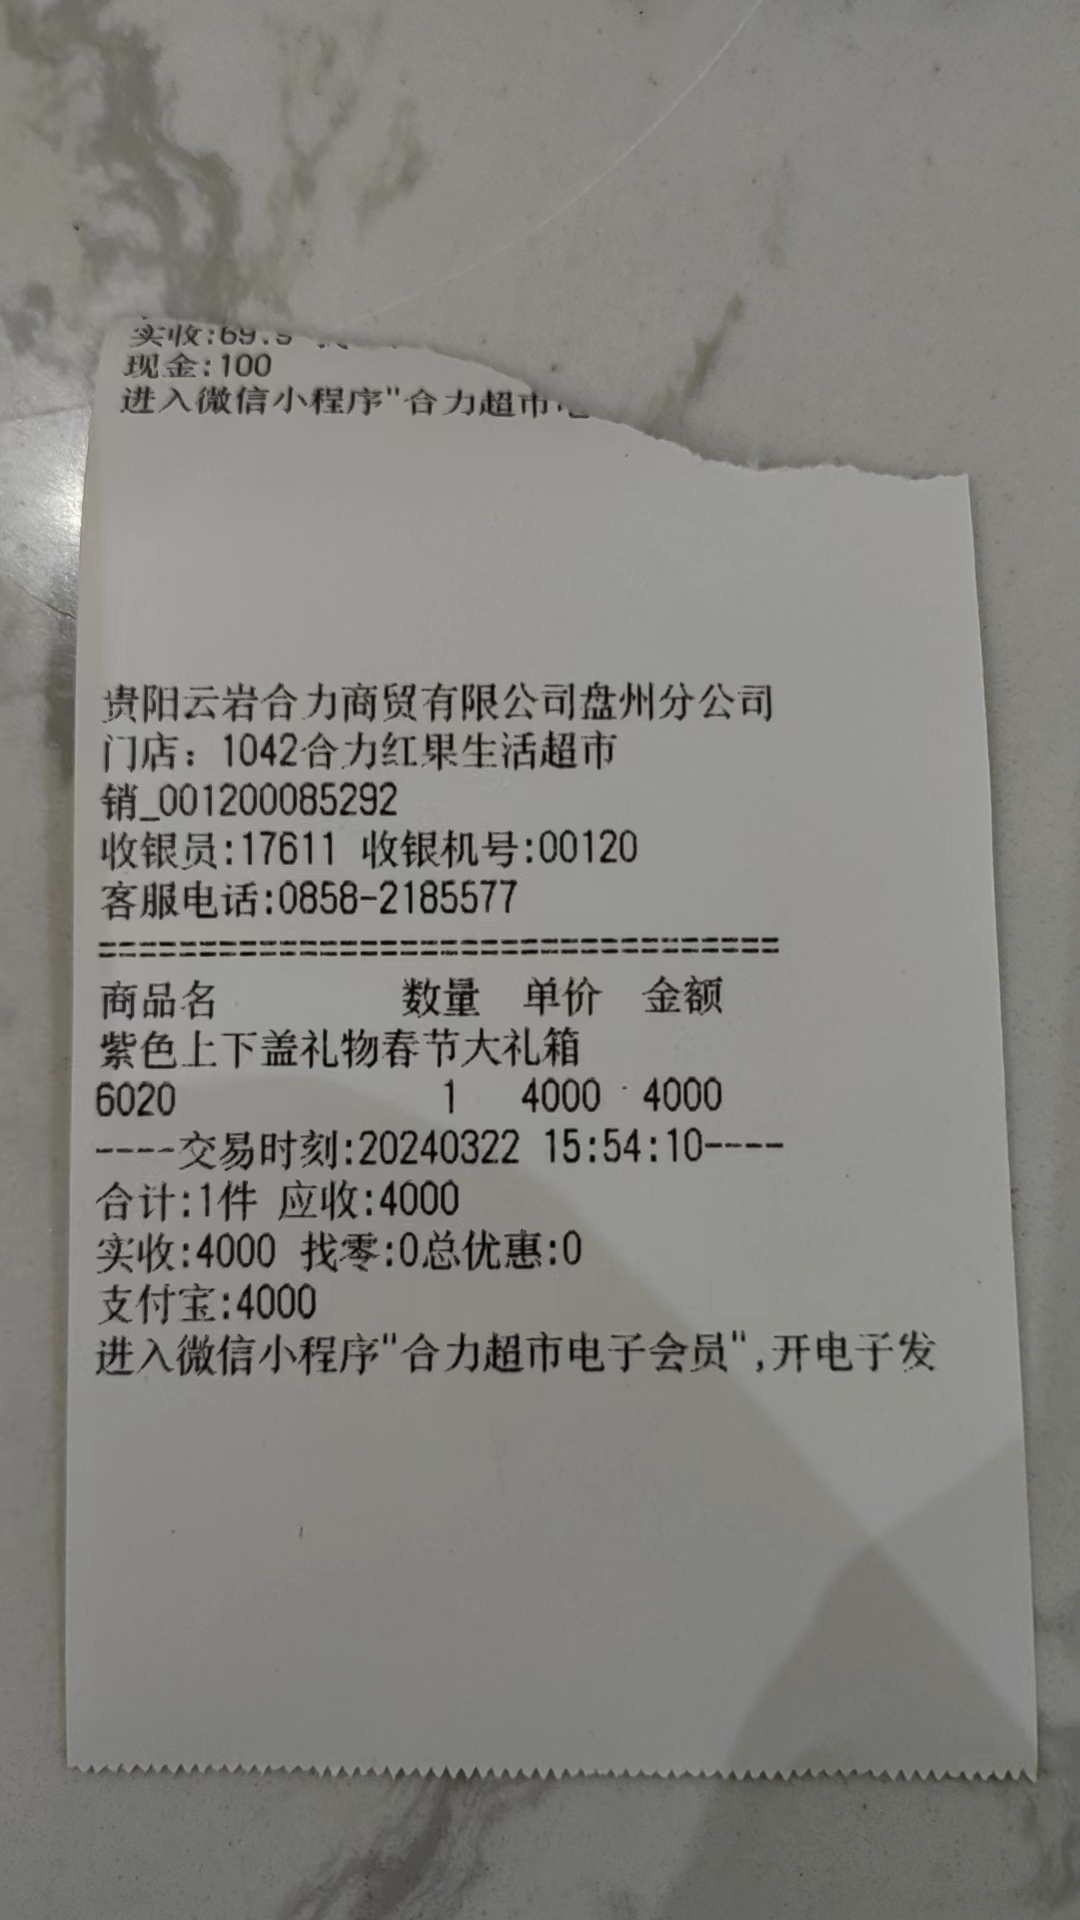 实收:69.9
现金:100
进入微信小程序"合力超市电
贵阳云岩合力商贸有限公司盘州分公司
门店：1042合力红果生活超市
销_001200085292
收银员:17611 收银机号:00120
客服电话:0858-2185577
==================================
商品名 数量 单价 金额
紫色上下盖礼物春节大礼箱
6020 1 4000 4000
----交易时刻:20240322 15:54:10----
合计:1件 应收:4000
实收:4000 找零:0总优惠:0
支付宝:4000
进入微信小程序"合力超市电子会员",开电子发